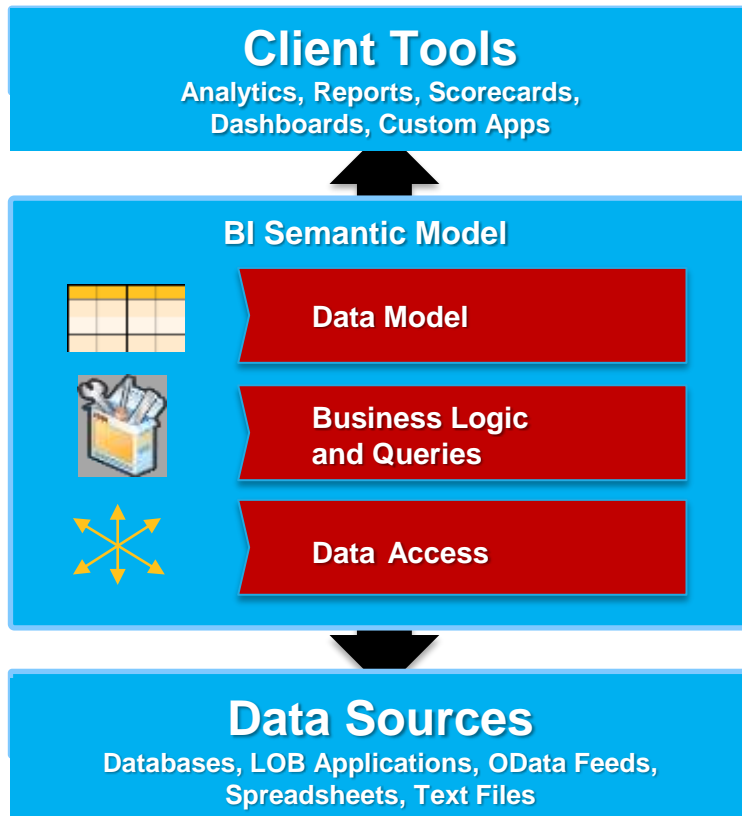 Client Tools
Analytics, Reports, Scorecards,
Dashboards, Custom Apps
BI Semantic Model
Data Model
Business Logic
and Queries
Data Access
Data Sources
Databases, LOB Applications, OData Feeds,
Spreadsheets, Text Files